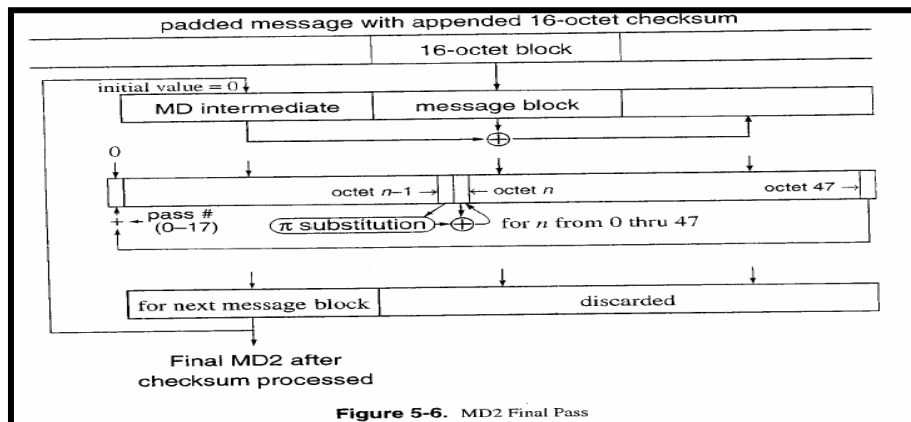 padded message with appended 16-octet checksum
16-octet block
initial value = 0
MD intermediate message block
+
0
octet n–1 → ← octet n octet 47 →
+ ← pass #
(0–17)
π substitution + for n from 0 thru 47
for next message block discarded
Final MD2 after
checksum processed
Figure 5-6. MD2 Final Pass